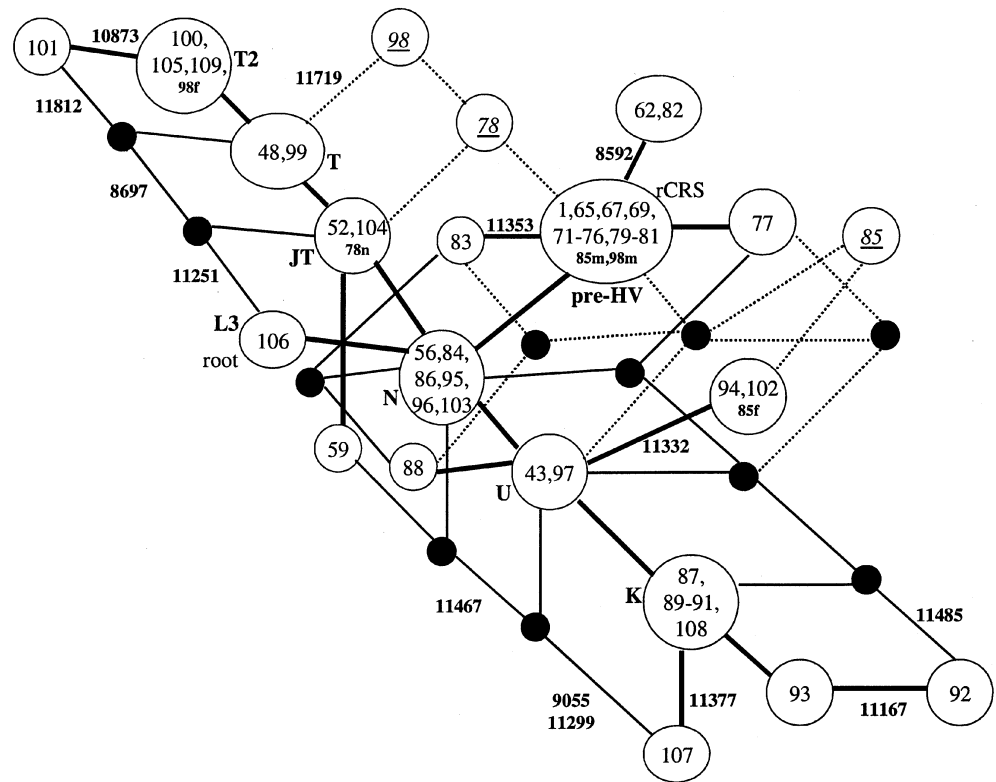 101
10873
100,
105,109,
98f
T2
98
11719
11812
78
62,82
8592
48,99
T
8697
rCRS
1,65,67,69,
71-76,79-81
85m,98m
pre-HV
77
85
52,104
78n
JT
83
11353
11251
L3
root
106
56,84,
86,95,
96,103
N
94,102
85f
11332
59
88
43,97
U
11467
87,
89-91,
108
K
11485
9055
11299
11377
93
11167
92
107